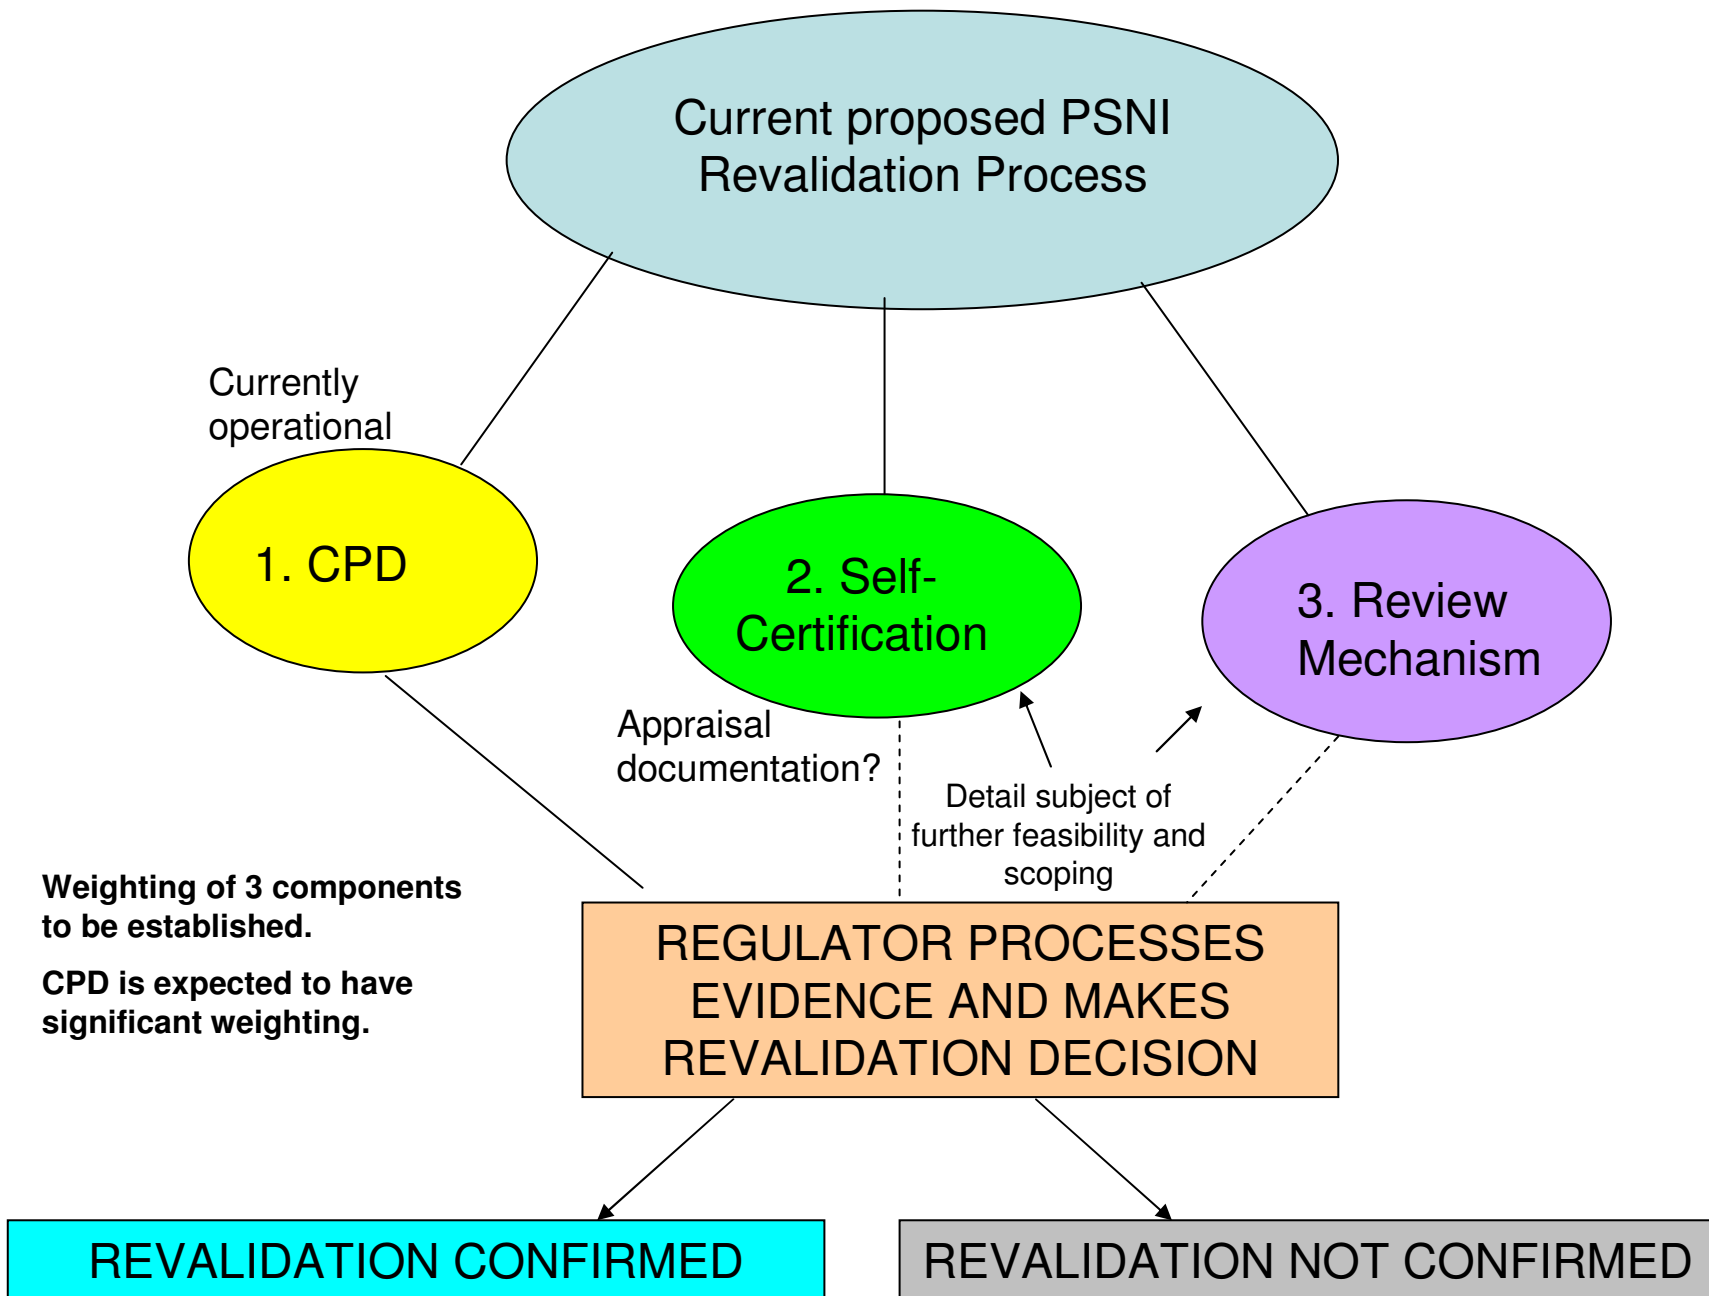 Current proposed PSNI
Revalidation Process
Currently
operational
1. CPD
2. Self-
Certification
3. Review
Mechanism
Appraisal
documentation?
Detail subject of
further feasibility and
scoping
Weighting of 3 components
to be established.
CPD is expected to have
significant weighting.
REGULATOR PROCESSES
EVIDENCE AND MAKES
REVALIDATION DECISION
REVALIDATION CONFIRMED
REVALIDATION NOT CONFIRMED